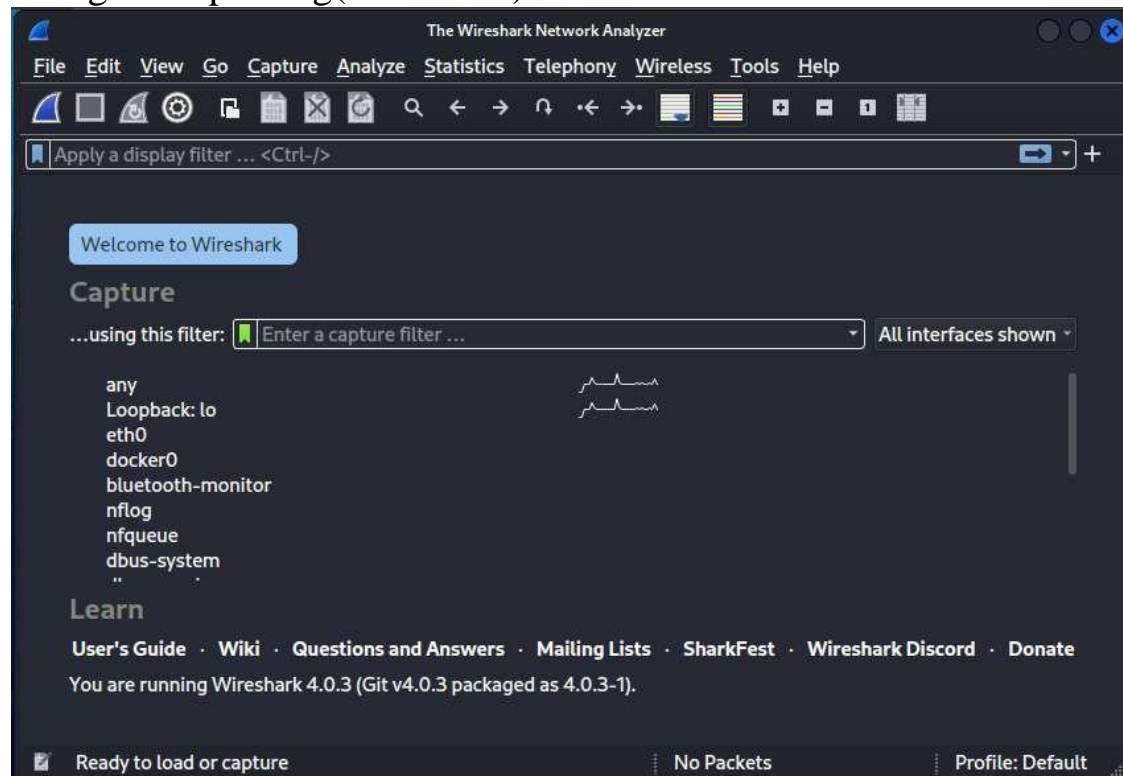 The Wireshark Network Analyzer
File Edit View Go Capture Analyze Statistics Telephony Wireless Tools Help
Apply a display filter ... <Ctrl-/>
Welcome to Wireshark
Capture
...using this filter: Enter a capture filter ... All interfaces shown
any
Loopback: lo
eth0
docker0
bluetooth-monitor
nflog
nfqueue
dbus-system
Learn
User's Guide · Wiki · Questions and Answers · Mailing Lists · SharkFest · Wireshark Discord · Donate
You are running Wireshark 4.0.3 (Git v4.0.3 packaged as 4.0.3-1).
Ready to load or capture No Packets Profile: Default